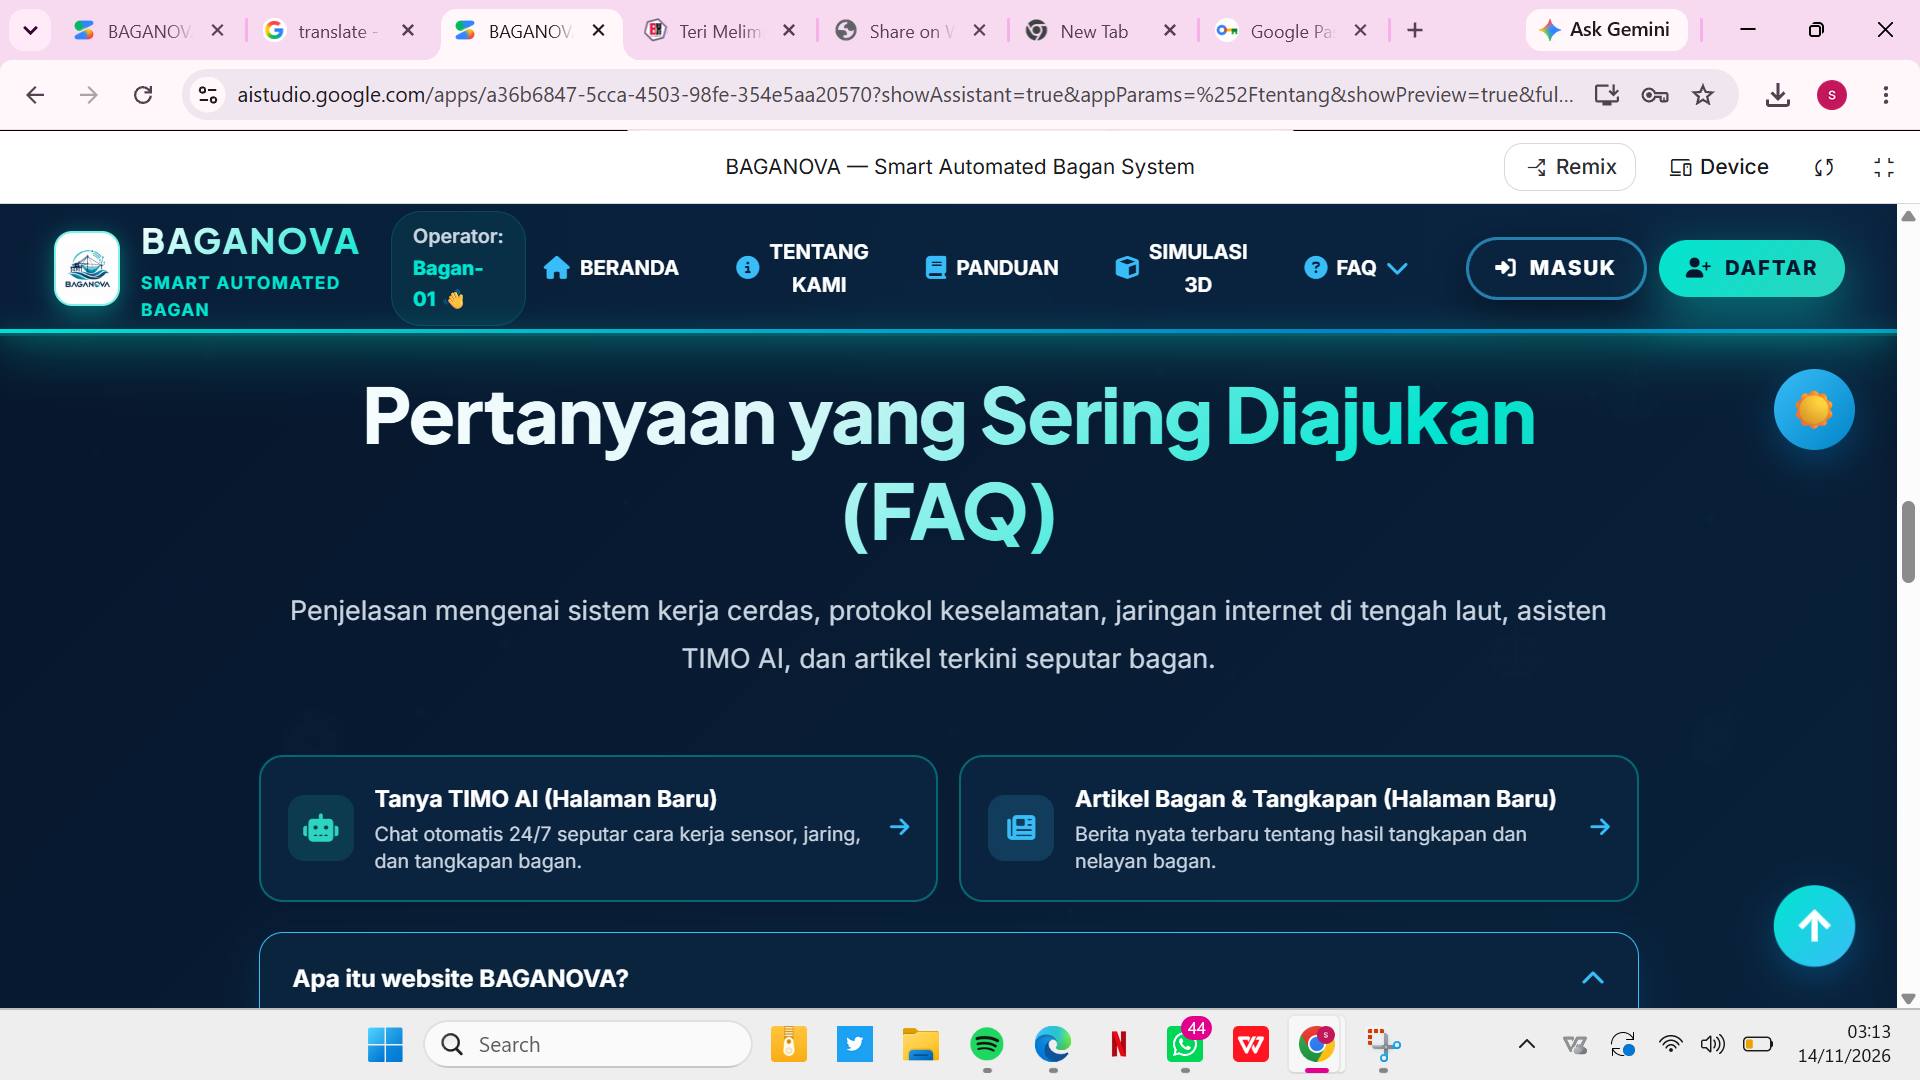 BAGANOV
translate -
BAGANOV
Teri Melim
Share on W
New Tab
Google Pa
Ask Gemini
aistudio.google.com/apps/a36b6847-5cca-4503-98fe-354e5aa20570?showAssistant=true&appParams=%252Ftentang&showPreview=true&ful...
S
BAGANOVA — Smart Automated Bagan System
Remix
Device
BAGANOVA
BAGANOVA
SMART AUTOMATED
BAGAN
Operator:
Bagan-
01 👋
BERANDA
TENTANG
KAMI
PANDUAN
SIMULASI
3D
FAQ
MASUK
DAFTAR
Pertanyaan yang Sering Diajukan
(FAQ)
Penjelasan mengenai sistem kerja cerdas, protokol keselamatan, jaringan internet di tengah laut, asisten
TIMO AI, dan artikel terkini seputar bagan.
Tanya TIMO AI (Halaman Baru)
Chat otomatis 24/7 seputar cara kerja sensor, jaring,
dan tangkapan bagan.
Artikel Bagan & Tangkapan (Halaman Baru)
Berita nyata terbaru tentang hasil tangkapan dan
nelayan bagan.
Apa itu website BAGANOVA?
Search
44
03:13
14/11/2026